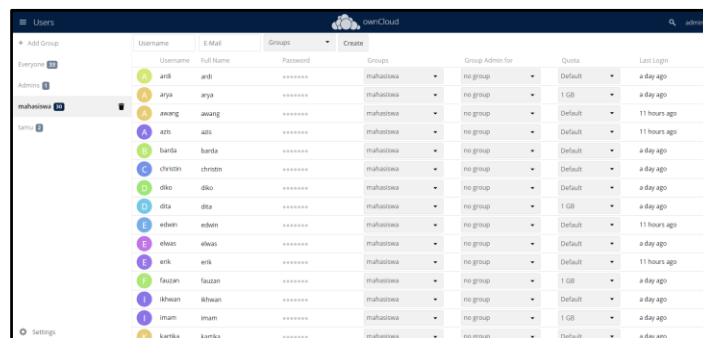 Users ownCloud admin
+ Add Group Username E-Mail Groups Create
Username Full Name Password Groups Group Admin for Quota Last Login
Everyone 33
A ardi ardi mahasiswa no group Default a day ago
Admins 1
A arya arya mahasiswa no group 1 GB a day ago
mahasiswa 30
A awang awang mahasiswa no group Default 11 hours ago
tamu 2
A azis azis mahasiswa no group Default 11 hours ago
B barda barda mahasiswa no group Default a day ago
C christin christin mahasiswa no group Default a day ago
D diko diko mahasiswa no group Default a day ago
D dita dita mahasiswa no group 1 GB a day ago
E edwin edwin mahasiswa no group Default 11 hours ago
E elwas elwas mahasiswa no group Default a day ago
E erik erik mahasiswa no group Default 11 hours ago
F fauzan fauzan mahasiswa no group 1 GB a day ago
I ikhwan ikhwan mahasiswa no group Default a day ago
I imam imam mahasiswa no group 1 GB a day ago
Settings
K kartika kartika mahasiswa no group Default a day ago